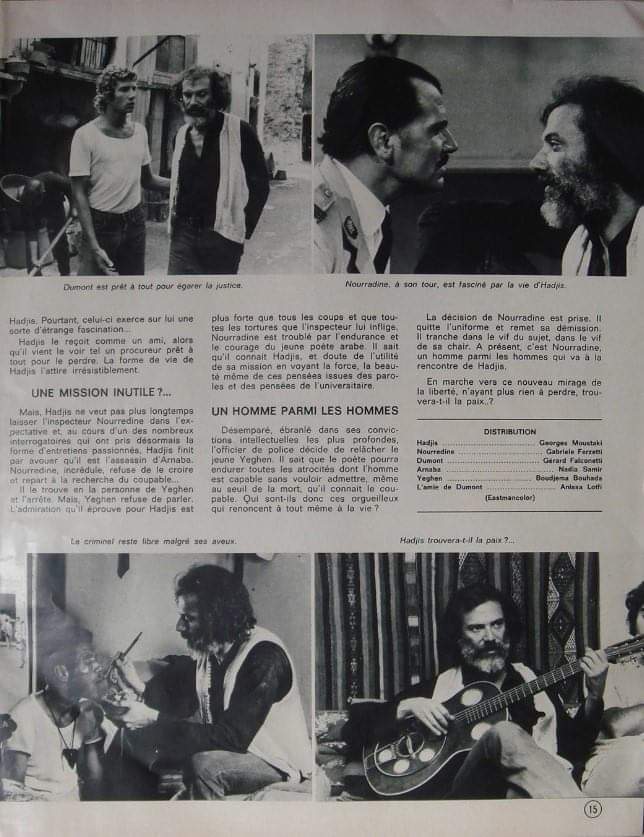 Dumont est prêt à tout pour égarer la justice.
Nourradine, à son tour, est fasciné par la vie d'Hadjis.
Hadjis. Pourtant, celui-ci exerce sur lui une
sorte d'étrange fascination...
Hadjis le reçoit comme un ami, alors
qu'il vient le voir tel un procureur prêt à
tout pour le perdre. La forme de vie de
Hadjis l'attire irrésistiblement.
UNE MISSION INUTILE ?...
Mais, Hadjis ne veut pas plus longtemps
laisser l'inspecteur Nourredine dans l'ex-
pectative et, au cours d'un des nombreux
interrogatoires qui ont pris désormais la
forme d'entretiens passionnés, Hadjis finit
par avouer qu'il est l'assassin d'Arnaba.
Nourredine, incrédule, refuse de le croire
et repart à la recherche du coupable...
Il le trouve en la personne de Yeghen
et l'arrête. Mais, Yeghen refuse de parler.
L'admiration qu'il éprouve pour Hadjis est
plus forte que tous les coups et que tou-
tes les tortures que l'inspecteur lui inflige.
Nourradine est troublé par l'endurance et
le courage du jeune poète arabe. Il sait
qu'il connait Hadjis, et doute de l'utilité
de sa mission en voyant la force, la beau-
té même de ces pensées issues des paro-
les et des pensées de l'universitaire.
UN HOMME PARMI LES HOMMES
Désemparé, ébranlé dans ses convic-
tions intellectuelles les plus profondes,
l'officier de police décide de relâcher le
jeune Yeghen. Il sait que le poète pourra
endurer toutes les atrocités dont l'homme
est capable sans vouloir admettre, même
au seuil de la mort, qu'il connait le cou-
pable. Qui sont-ils donc ces orgueilleux
qui renoncent à tout même à la vie ?
La décision de Nourradine est prise. Il
quitte l'uniforme et remet sa démission.
Il tranche dans le vif du sujet, dans le vif
de sa chair. A présent, c'est Nourradine,
un homme parmi les hommes qui va à la
rencontre de Hadjis.
En marche vers ce nouveau mirage de
la liberté, n'ayant plus rien à perdre, trou-
vera-t-il la paix..?
DISTRIBUTION
Hadjis ........................ Georges Moustaki
Nourredine ........................ Gabriele Ferzetti
Dumont ........................ Gérard Falconetti
Arnaba ........................ Nadia Samir
Yeghen ........................ Boudjema Bouhada
L'amie de Dumont ........................ Anissa Lotfi
(Eastmancolor)
Le criminel reste libre malgré ses aveux.
Hadjis trouvera-t-il la paix ?...
15